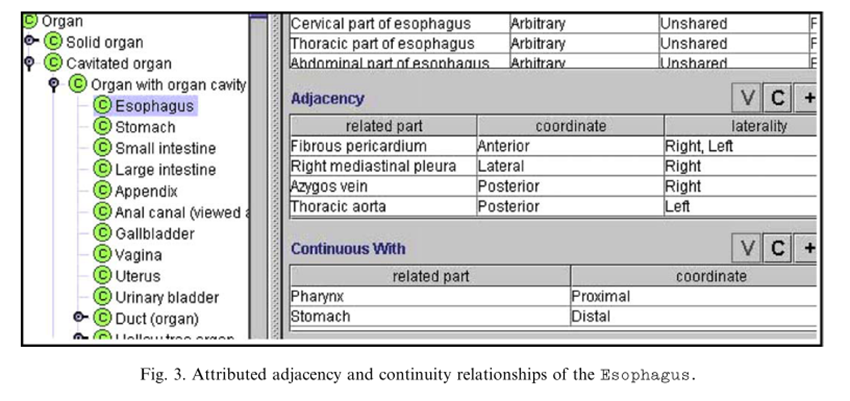 Organ
Solid organ
Cavitated organ
Organ with organ cavity
Esophagus
Stomach
Small intestine
Large intestine
Appendix
Anal canal (viewed a
Gallbladder
Vagina
Uterus
Urinary bladder
Duct (organ)
Cervical part of esophagus Arbitrary Unshared F
Thoracic part of esophagus Arbitrary Unshared F
Abdominal part of esophagus Arbitrary Unshared F
Adjacency V C +
related part coordinate laterality
Fibrous pericardium Anterior Right, Left
Right mediastinal pleura Lateral Right
Azygos vein Posterior Right
Thoracic aorta Posterior Left
Continuous With V C +
related part coordinate
Pharynx Proximal
Stomach Distal
Fig. 3. Attributed adjacency and continuity relationships of the Esophagus.